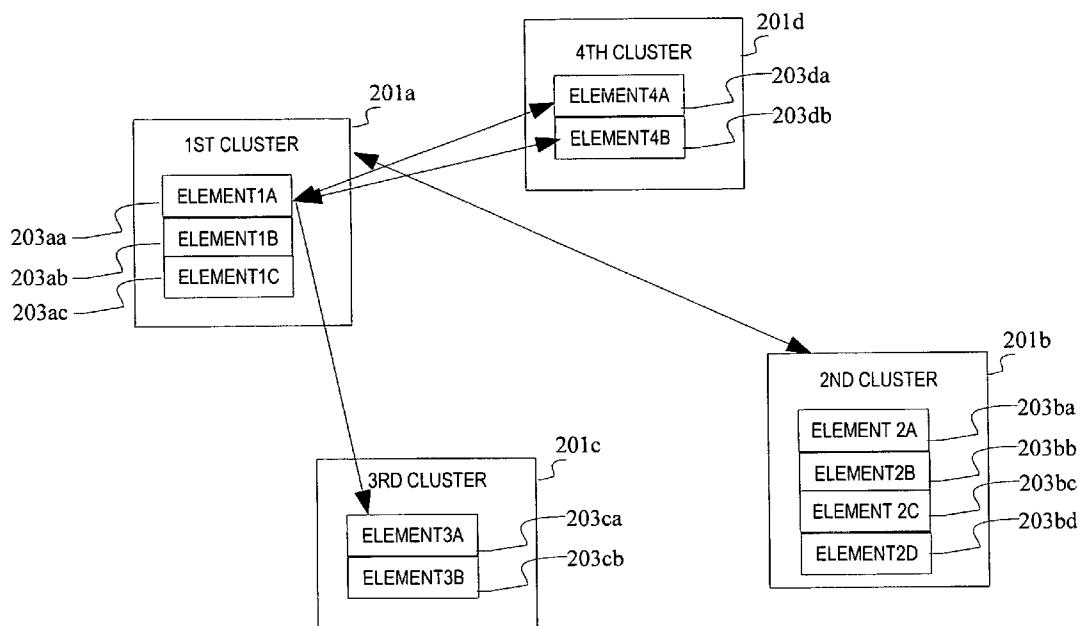 201d
4TH CLUSTER
ELEMENT4A
203da
ELEMENT4B
203db
201a
1ST CLUSTER
ELEMENT1A
203aa
ELEMENT1B
203ab
ELEMENT1C
203ac
201b
2ND CLUSTER
ELEMENT 2A
203ba
ELEMENT2B
203bb
ELEMENT 2C
203bc
ELEMENT2D
203bd
201c
3RD CLUSTER
ELEMENT3A
203ca
ELEMENT3B
203cb